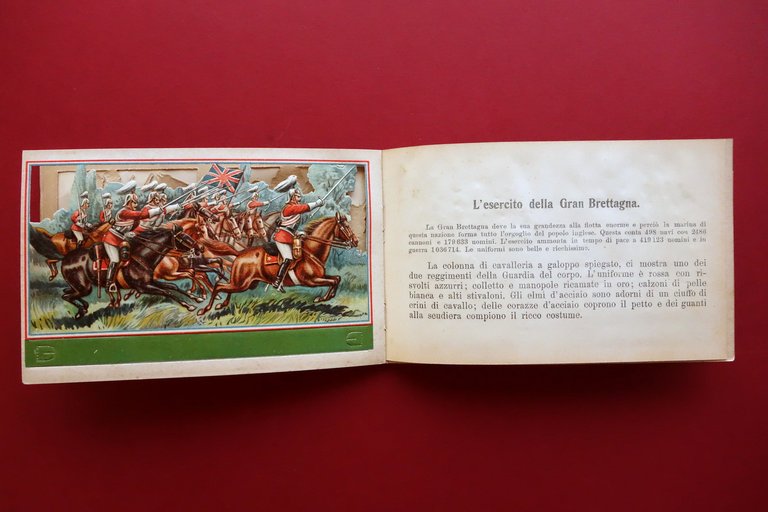 L'esercito della Gran Brettagna.
La Gran Brettagna deve la sua grandezza alla flotta enorme e perciò la marina di
questa nazione forma tutto l'orgoglio del popolo inglese. Questa conta 498 navi con 2186
cannoni e 179633 uomini. L'esercito ammonta in tempo di pace a 419123 uomini e in
guerra 1036714. Le uniformi sono belle e ricchissime.
La colonna di cavalleria a galoppo spiegato, ci mostra uno dei
due reggimenti della Guardia del corpo. L'uniforme è rossa con ri-
svolti azzurri; colletto e manopole ricamate in oro; calzoni di pelle
bianca e alti stivaloni. Gli elmi d'acciaio sono adorni di un ciuffo di
crini di cavallo; delle corazze d'acciaio coprono il petto e dei guanti
alla scudiera compiono il ricco costume.